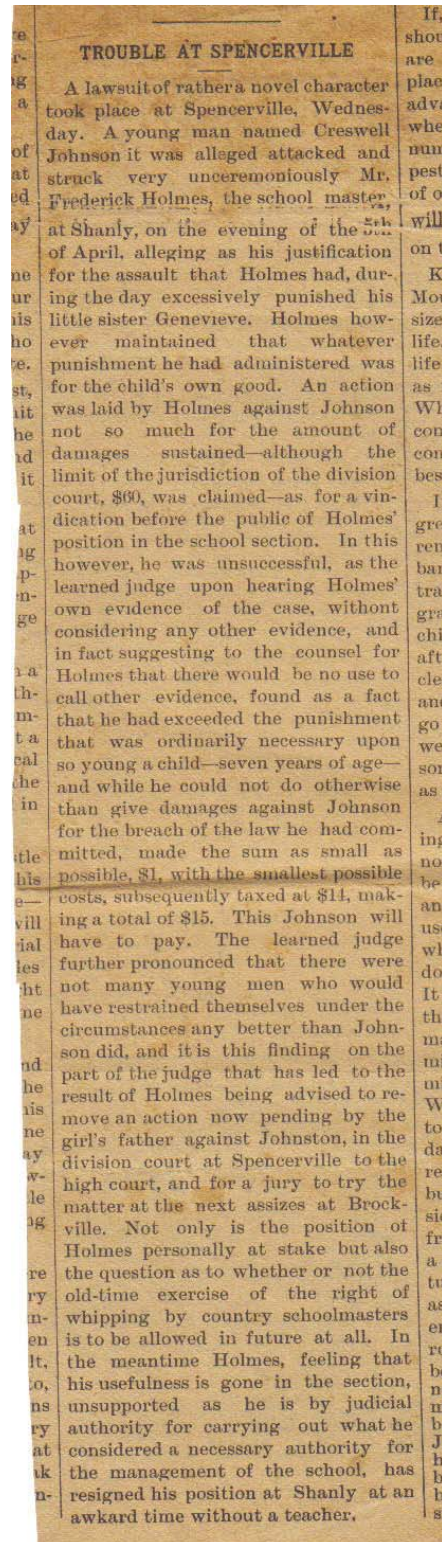 TROUBLE AT SPENCERVILLE
A lawsuit of rather a novel character
took place at Spencerville, Wednes-
day. A young man named Creswell
Johnson it was alleged attacked and
struck very unceremoniously Mr.
Frederick Holmes, the school master,
at Shanly, on the evening of the 5th
of April, alleging as his justification
for the assault that Holmes had, dur-
ing the day excessively punished his
little sister Genevieve. Holmes how-
ever maintained that whatever
punishment he had administered was
for the child's own good. An action
was laid by Holmes against Johnson
not so much for the amount of
damages sustained—although the
limit of the jurisdiction of the division
court, $60, was claimed—as for a vin-
dication before the public of Holmes'
position in the school section. In this
however, he was unsuccessful, as the
learned judge upon hearing Holmes'
own evidence of the case, withont
considering any other evidence, and
in fact suggesting to the counsel for
Holmes that there would be no use to
call other evidence, found as a fact
that he had exceeded the punishment
that was ordinarily necessary upon
so young a child—seven years of age—
and while he could not do otherwise
than give damages against Johnson
for the breach of the law he had com-
mitted, made the sum as small as
possible, $1, with the smallest possible
costs, subsequently taxed at $14, mak-
ing a total of $15. This Johnson will
have to pay. The learned judge
further pronounced that there were
not many young men who would
have restrained themselves under the
circumstances any better than John-
son did, and it is this finding on the
part of the judge that has led to the
result of Holmes being advised to re-
move an action now pending by the
girl's father against Johnston, in the
division court at Spencerville to the
high court, and for a jury to try the
matter at the next assizes at Brock-
ville. Not only is the position of
Holmes personally at stake but also
the question as to whether or not the
old-time exercise of the right of
whipping by country schoolmasters
is to be allowed in future at all. In
the meantime Holmes, feeling that
his usefulness is gone in the section,
unsupported as he is by judicial
authority for carrying out what he
considered a necessary authority for
the management of the school, has
resigned his position at Shanly at an
awkard time without a teacher.